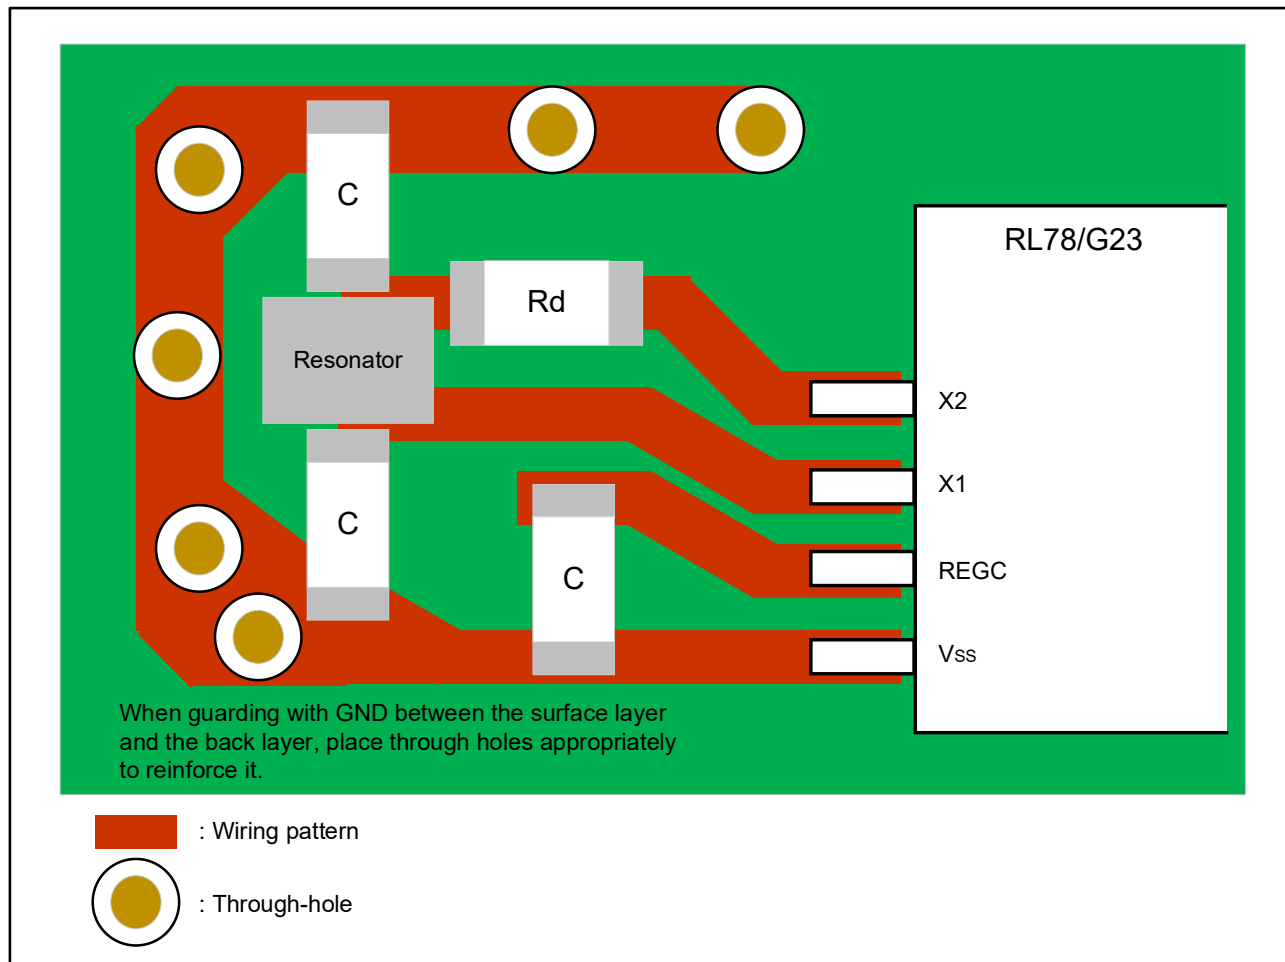 C
RL78/G23
Rd
Resonator
X2
X1
C
C
REGC
Vss
When guarding with GND between the surface layer
and the back layer, place through holes appropriately
to reinforce it.
: Wiring pattern
: Through-hole